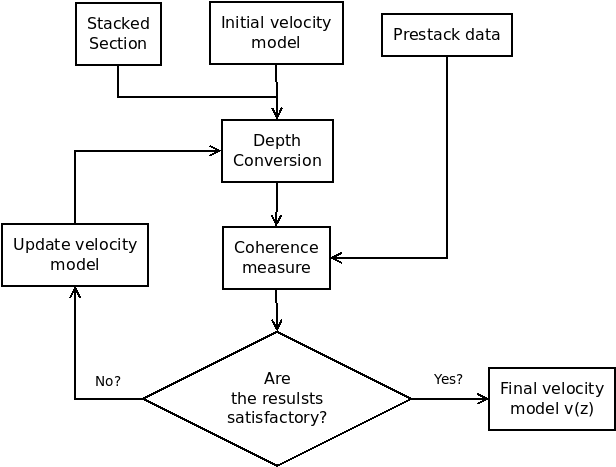 Stacked
Section
Initial velocity
model
Prestack data
Depth
Conversion
Update velocity
model
Coherence
measure
No?
Are
the resulsts
satisfactory?
Yes?
Final velocity
model v(z)